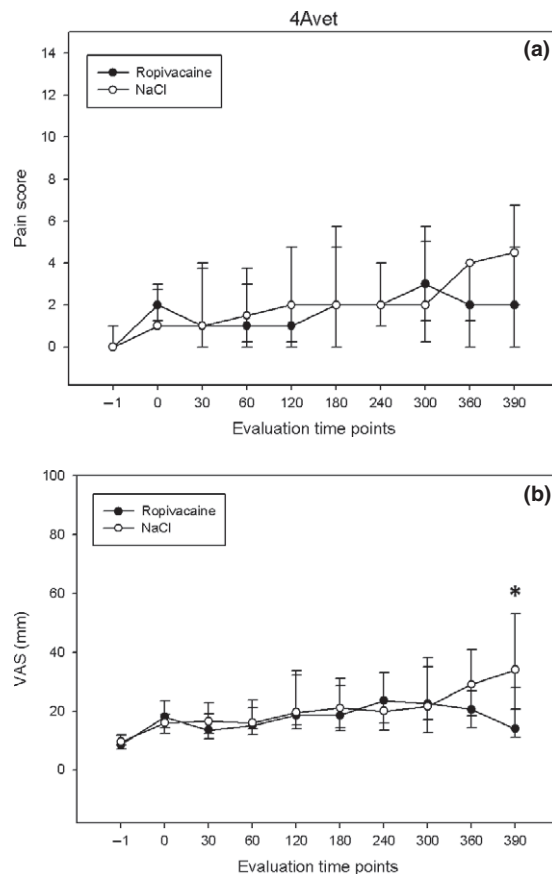 4Avet
(a)
Ropivacaine
NaCl
14
12
10
8
6
4
2
0
Pain score
–1 0 30 60 120 180 240 300 360 390
Evaluation time points
(b)
Ropivacaine
NaCl
*
100
80
60
40
20
0
VAS (mm)
–1 0 30 60 120 180 240 300 360 390
Evaluation time points